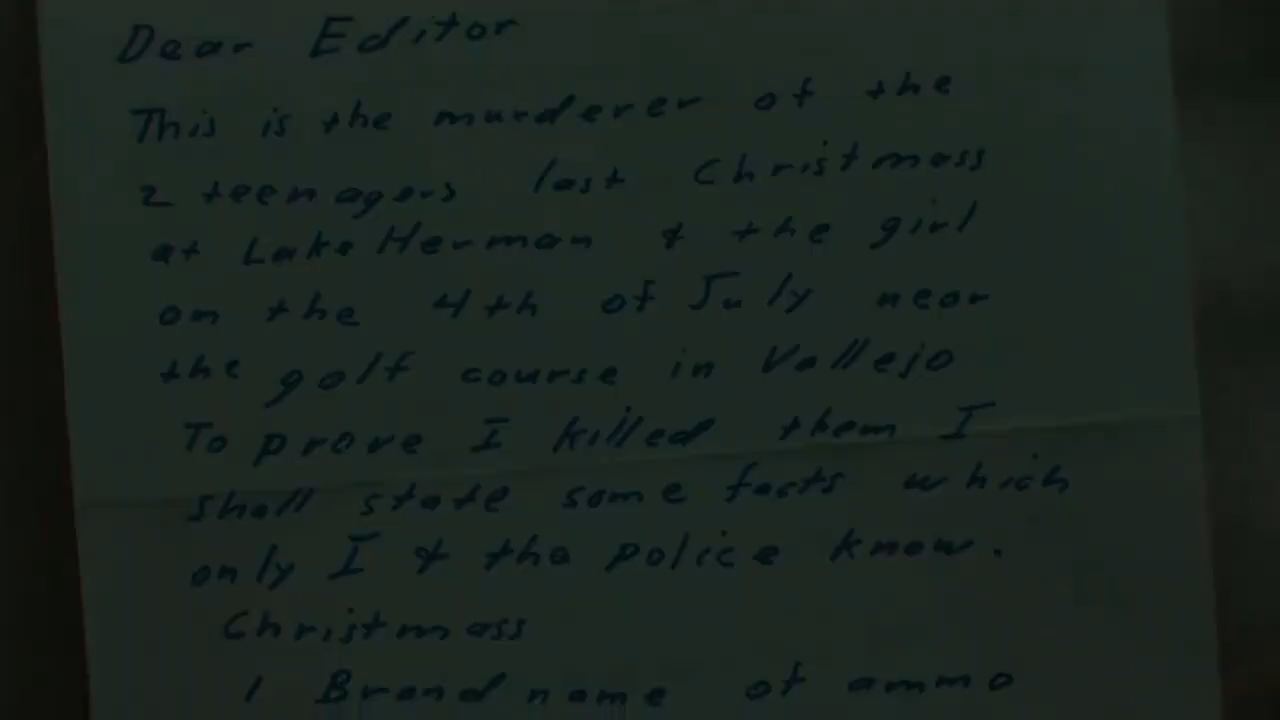 Dear Editor
This is the murderer of the
2 teenagers last Christmass
at Lake Herman & the girl
on the 4th of July near
the golf course in Vallejo
To prove I killed them I
shall state some facts which
only I & the police know.
Christmass
1 Brand name of ammo